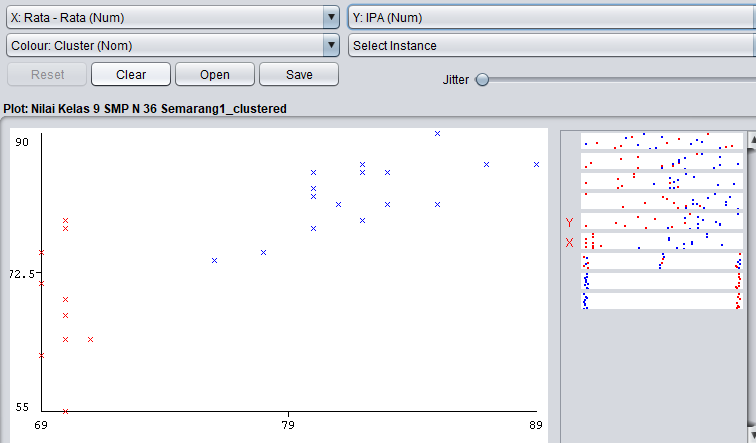 X: Rata - Rata (Num)
Y: IPA (Num)
Colour: Cluster (Nom)
Select Instance
Reset
Clear
Open
Save
Jitter
Plot: Nilai Kelas 9 SMP N 36 Semarang1_clustered
90
72.5
55
69
79
89
Y
X